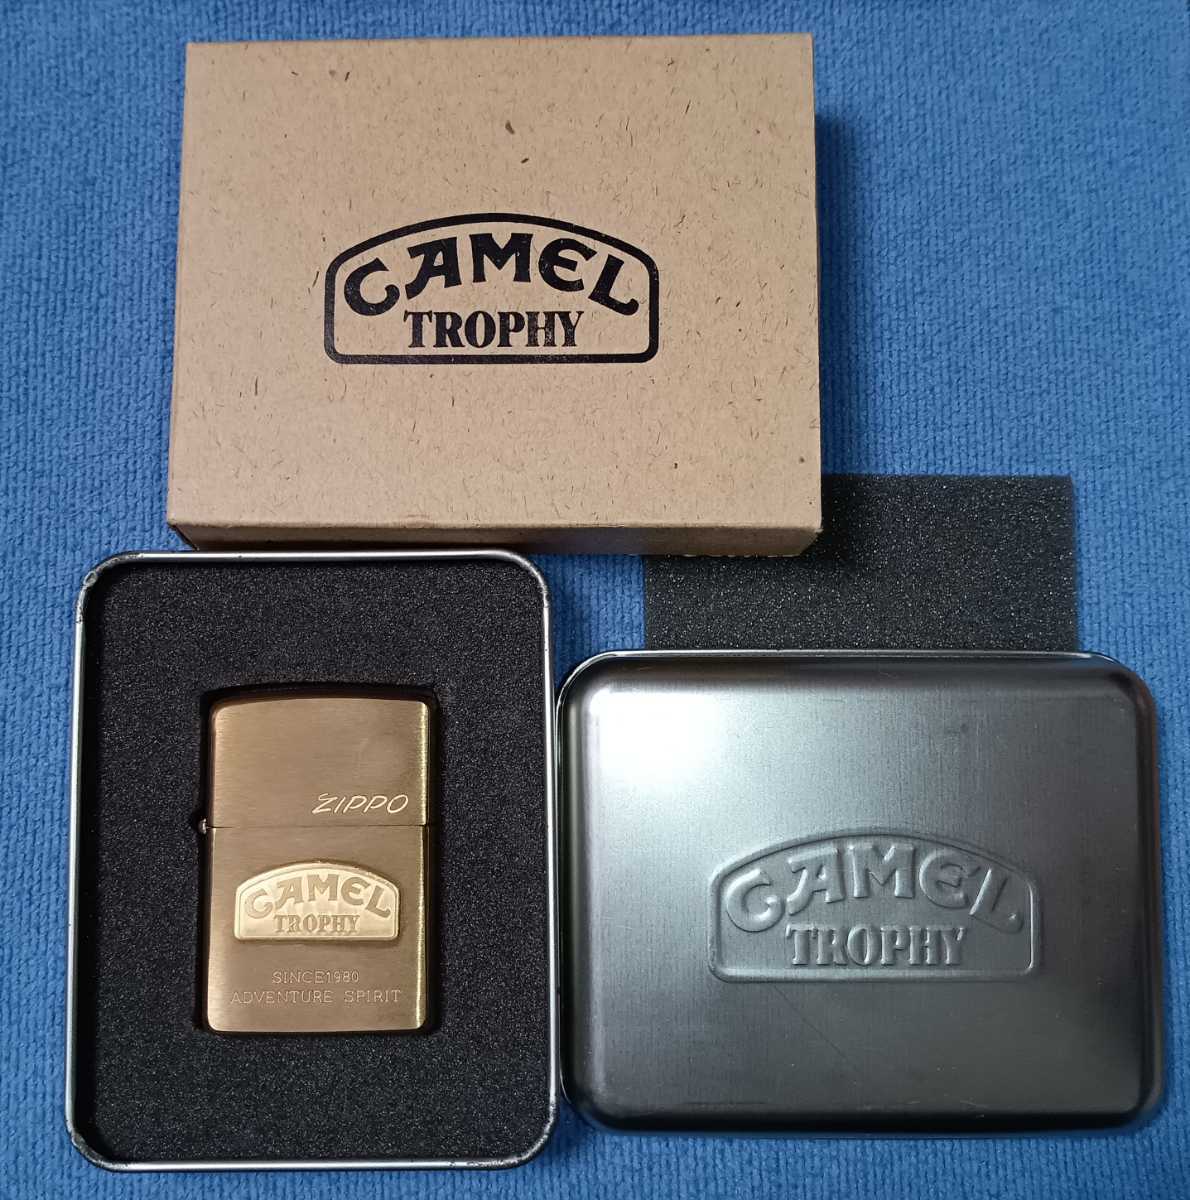 CAMEL
TROPHY
ZIPPO
CAMEL
TROPHY
SINCE1980
ADVENTURE SPIRIT
CAMEL
TROPHY